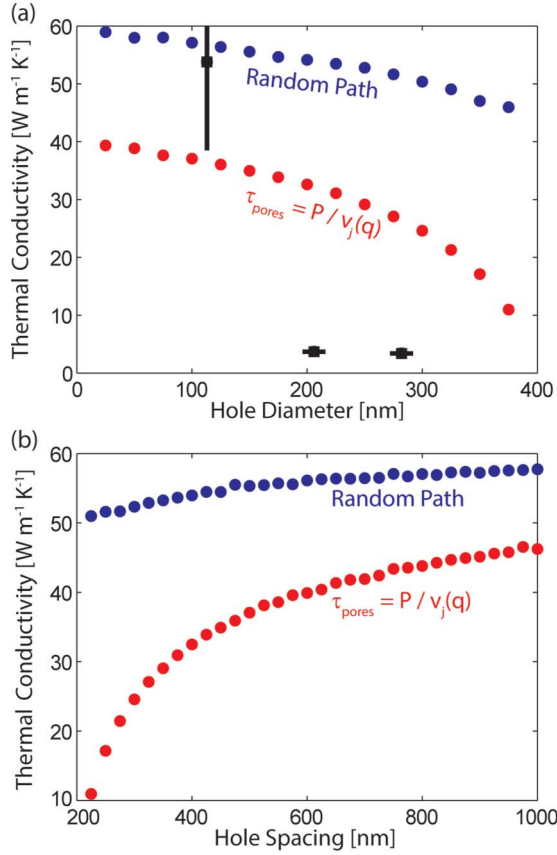 (a)
60
50
40
30
20
10
0
Thermal Conductivity [W m⁻¹ K⁻¹]
Random Path
τpores = P / vj(q)
0 100 200 300 400
Hole Diameter [nm]
(b)
60
50
40
30
20
10
Thermal Conductivity [W m⁻¹ K⁻¹]
Random Path
τpores = P / vj(q)
200 400 600 800 1000
Hole Spacing [nm]